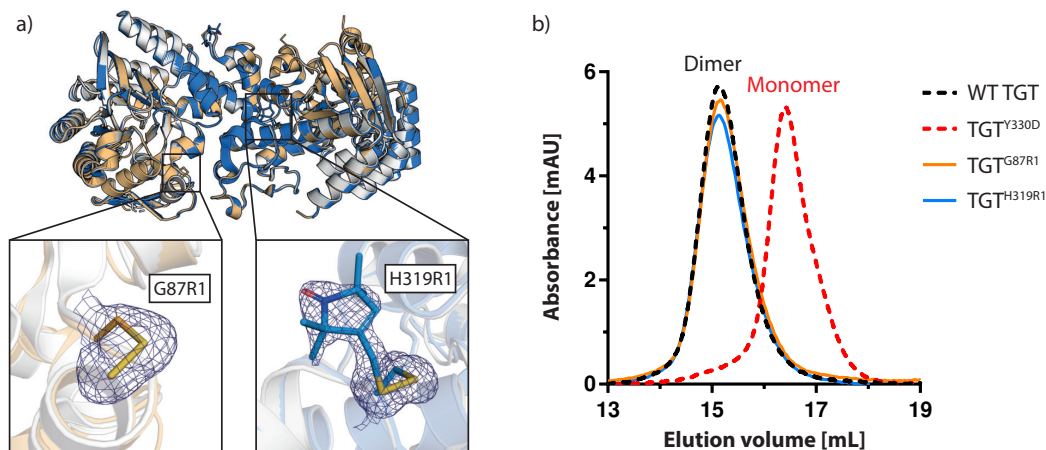 a)
G87R1
H319R1
b)
Dimer
Monomer
Absorbance [mAU]
6
4
2
0
13
15
17
19
Elution volume [mL]
WT TGT
TGTY330D
TGTG87R1
TGTH319R1